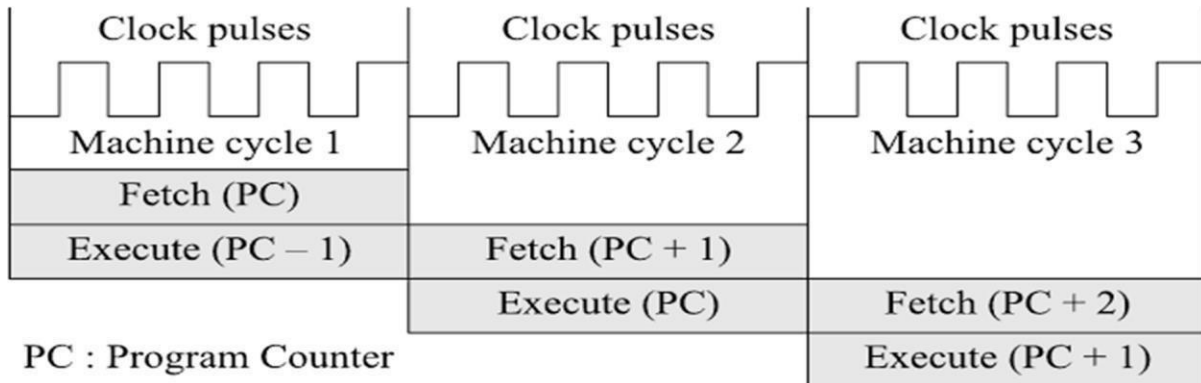 Clock pulses Clock pulses Clock pulses
Machine cycle 1 Machine cycle 2 Machine cycle 3
Fetch (PC)
Execute (PC – 1) Fetch (PC + 1)
Execute (PC) Fetch (PC + 2)
PC : Program Counter Execute (PC + 1)